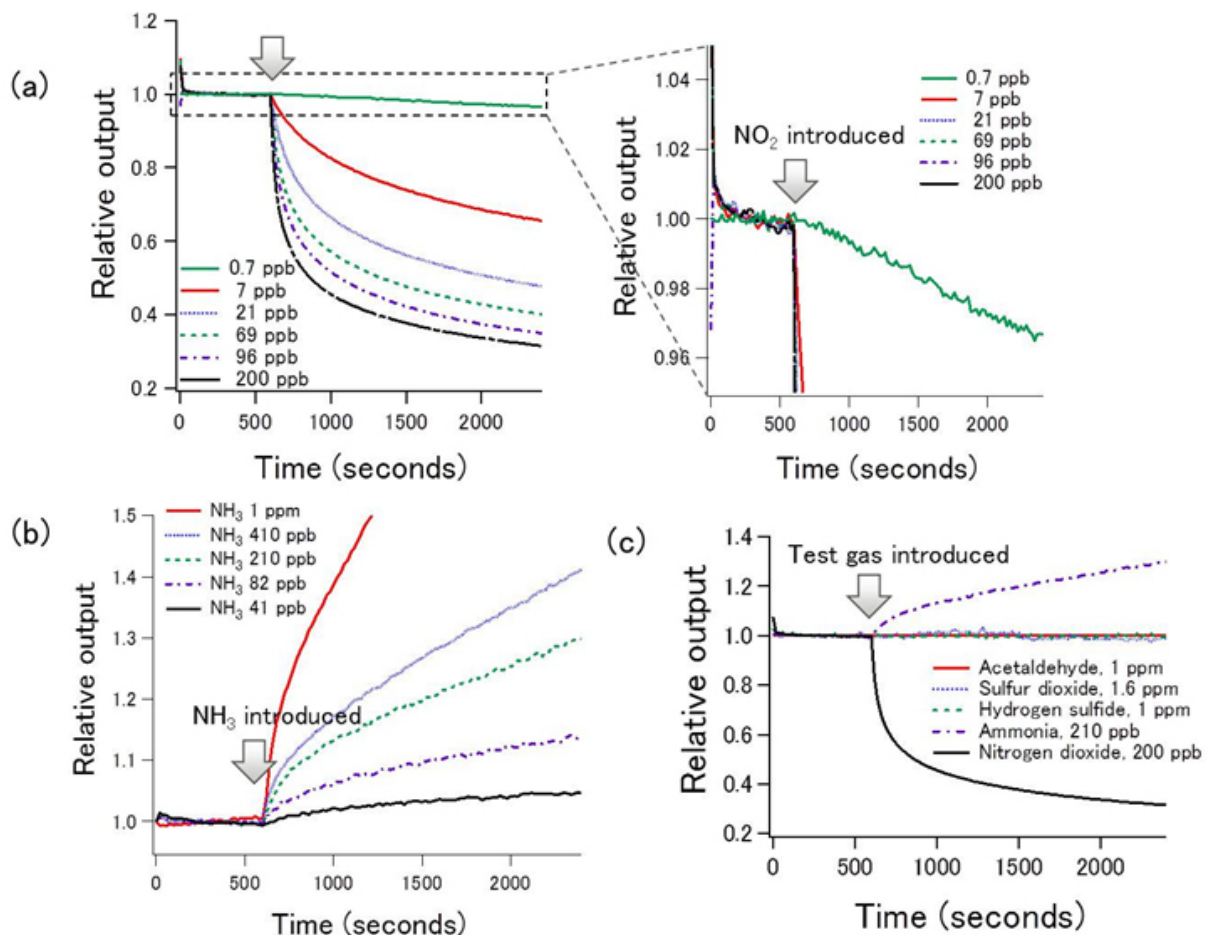 (a)
Relative output
1.2
1.0
0.8
0.6
0.4
0.2
0.7 ppb
7 ppb
21 ppb
69 ppb
96 ppb
200 ppb
0 500 1000 1500 2000
Time (seconds)
Relative output
1.04
1.02
1.00
0.98
0.96
NO₂ introduced
0.7 ppb
7 ppb
21 ppb
69 ppb
96 ppb
200 ppb
0 500 1000 1500 2000
Time (seconds)
(b)
Relative output
1.5
1.4
1.3
1.2
1.1
1.0
NH₃ 1 ppm
NH₃ 410 ppb
NH₃ 210 ppb
NH₃ 82 ppb
NH₃ 41 ppb
NH₃ introduced
0 500 1000 1500 2000
Time (seconds)
(c)
Relative output
1.4
1.2
1.0
0.8
0.6
0.4
0.2
Test gas introduced
Acetaldehyde, 1 ppm
Sulfur dioxide, 1.6 ppm
Hydrogen sulfide, 1 ppm
Ammonia, 210 ppb
Nitrogen dioxide, 200 ppb
0 500 1000 1500 2000
Time (seconds)